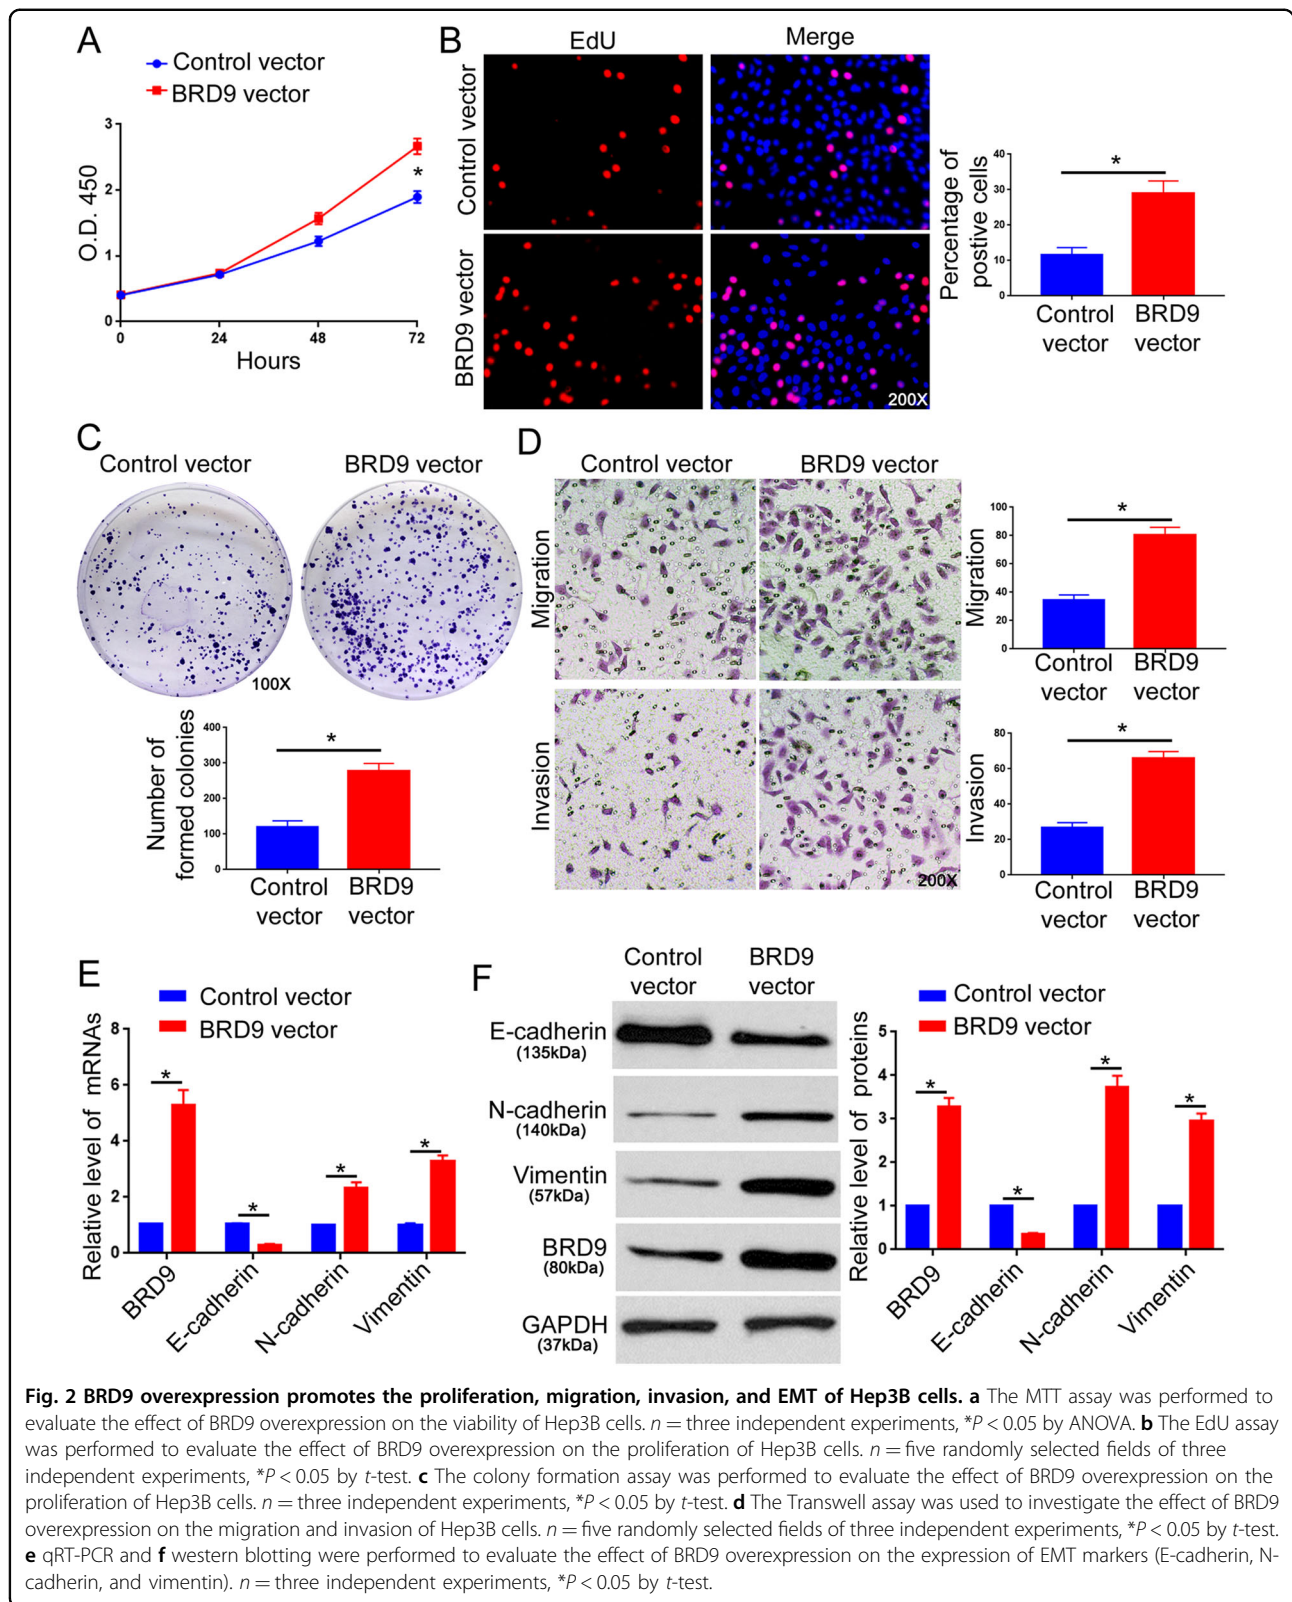 A
Control vector
BRD9 vector
O.D. 450
3
2
1
0
0
24
48
72
*
Hours
B
EdU
Merge
Control vector
BRD9 vector
200X
Percentage of
postive cells
40
30
20
10
0
*
Control
vector
BRD9
vector
C
Control vector
BRD9 vector
100X
Number of
formed colonies
400
300
200
100
0
*
Control
vector
BRD9
vector
D
Control vector
BRD9 vector
Migration
Invasion
200X
Migration
100
80
60
40
20
0
*
Control
vector
BRD9
vector
Invasion
80
60
40
20
0
*
Control
vector
BRD9
vector
E
Control vector
BRD9 vector
Relative level of mRNAs
8
6
4
2
0
*
*
*
*
BRD9
E-cadherin
N-cadherin
Vimentin
F
Control
vector
BRD9
vector
E-cadherin
(135kDa)
N-cadherin
(140kDa)
Vimentin
(57kDa)
BRD9
(80kDa)
GAPDH
(37kDa)
Control vector
BRD9 vector
Relative level of proteins
5
4
3
2
1
0
*
*
*
*
BRD9
E-cadherin
N-cadherin
Vimentin
Fig. 2 BRD9 overexpression promotes the proliferation, migration, invasion, and EMT of Hep3B cells. a The MTT assay was performed to
evaluate the effect of BRD9 overexpression on the viability of Hep3B cells. n = three independent experiments, *P < 0.05 by ANOVA. b The EdU assay
was performed to evaluate the effect of BRD9 overexpression on the proliferation of Hep3B cells. n = five randomly selected fields of three
independent experiments, *P < 0.05 by t-test. c The colony formation assay was performed to evaluate the effect of BRD9 overexpression on the
proliferation of Hep3B cells. n = three independent experiments, *P < 0.05 by t-test. d The Transwell assay was used to investigate the effect of BRD9
overexpression on the migration and invasion of Hep3B cells. n = five randomly selected fields of three independent experiments, *P < 0.05 by t-test.
e qRT-PCR and f western blotting were performed to evaluate the effect of BRD9 overexpression on the expression of EMT markers (E-cadherin, N-
cadherin, and vimentin). n = three independent experiments, *P < 0.05 by t-test.